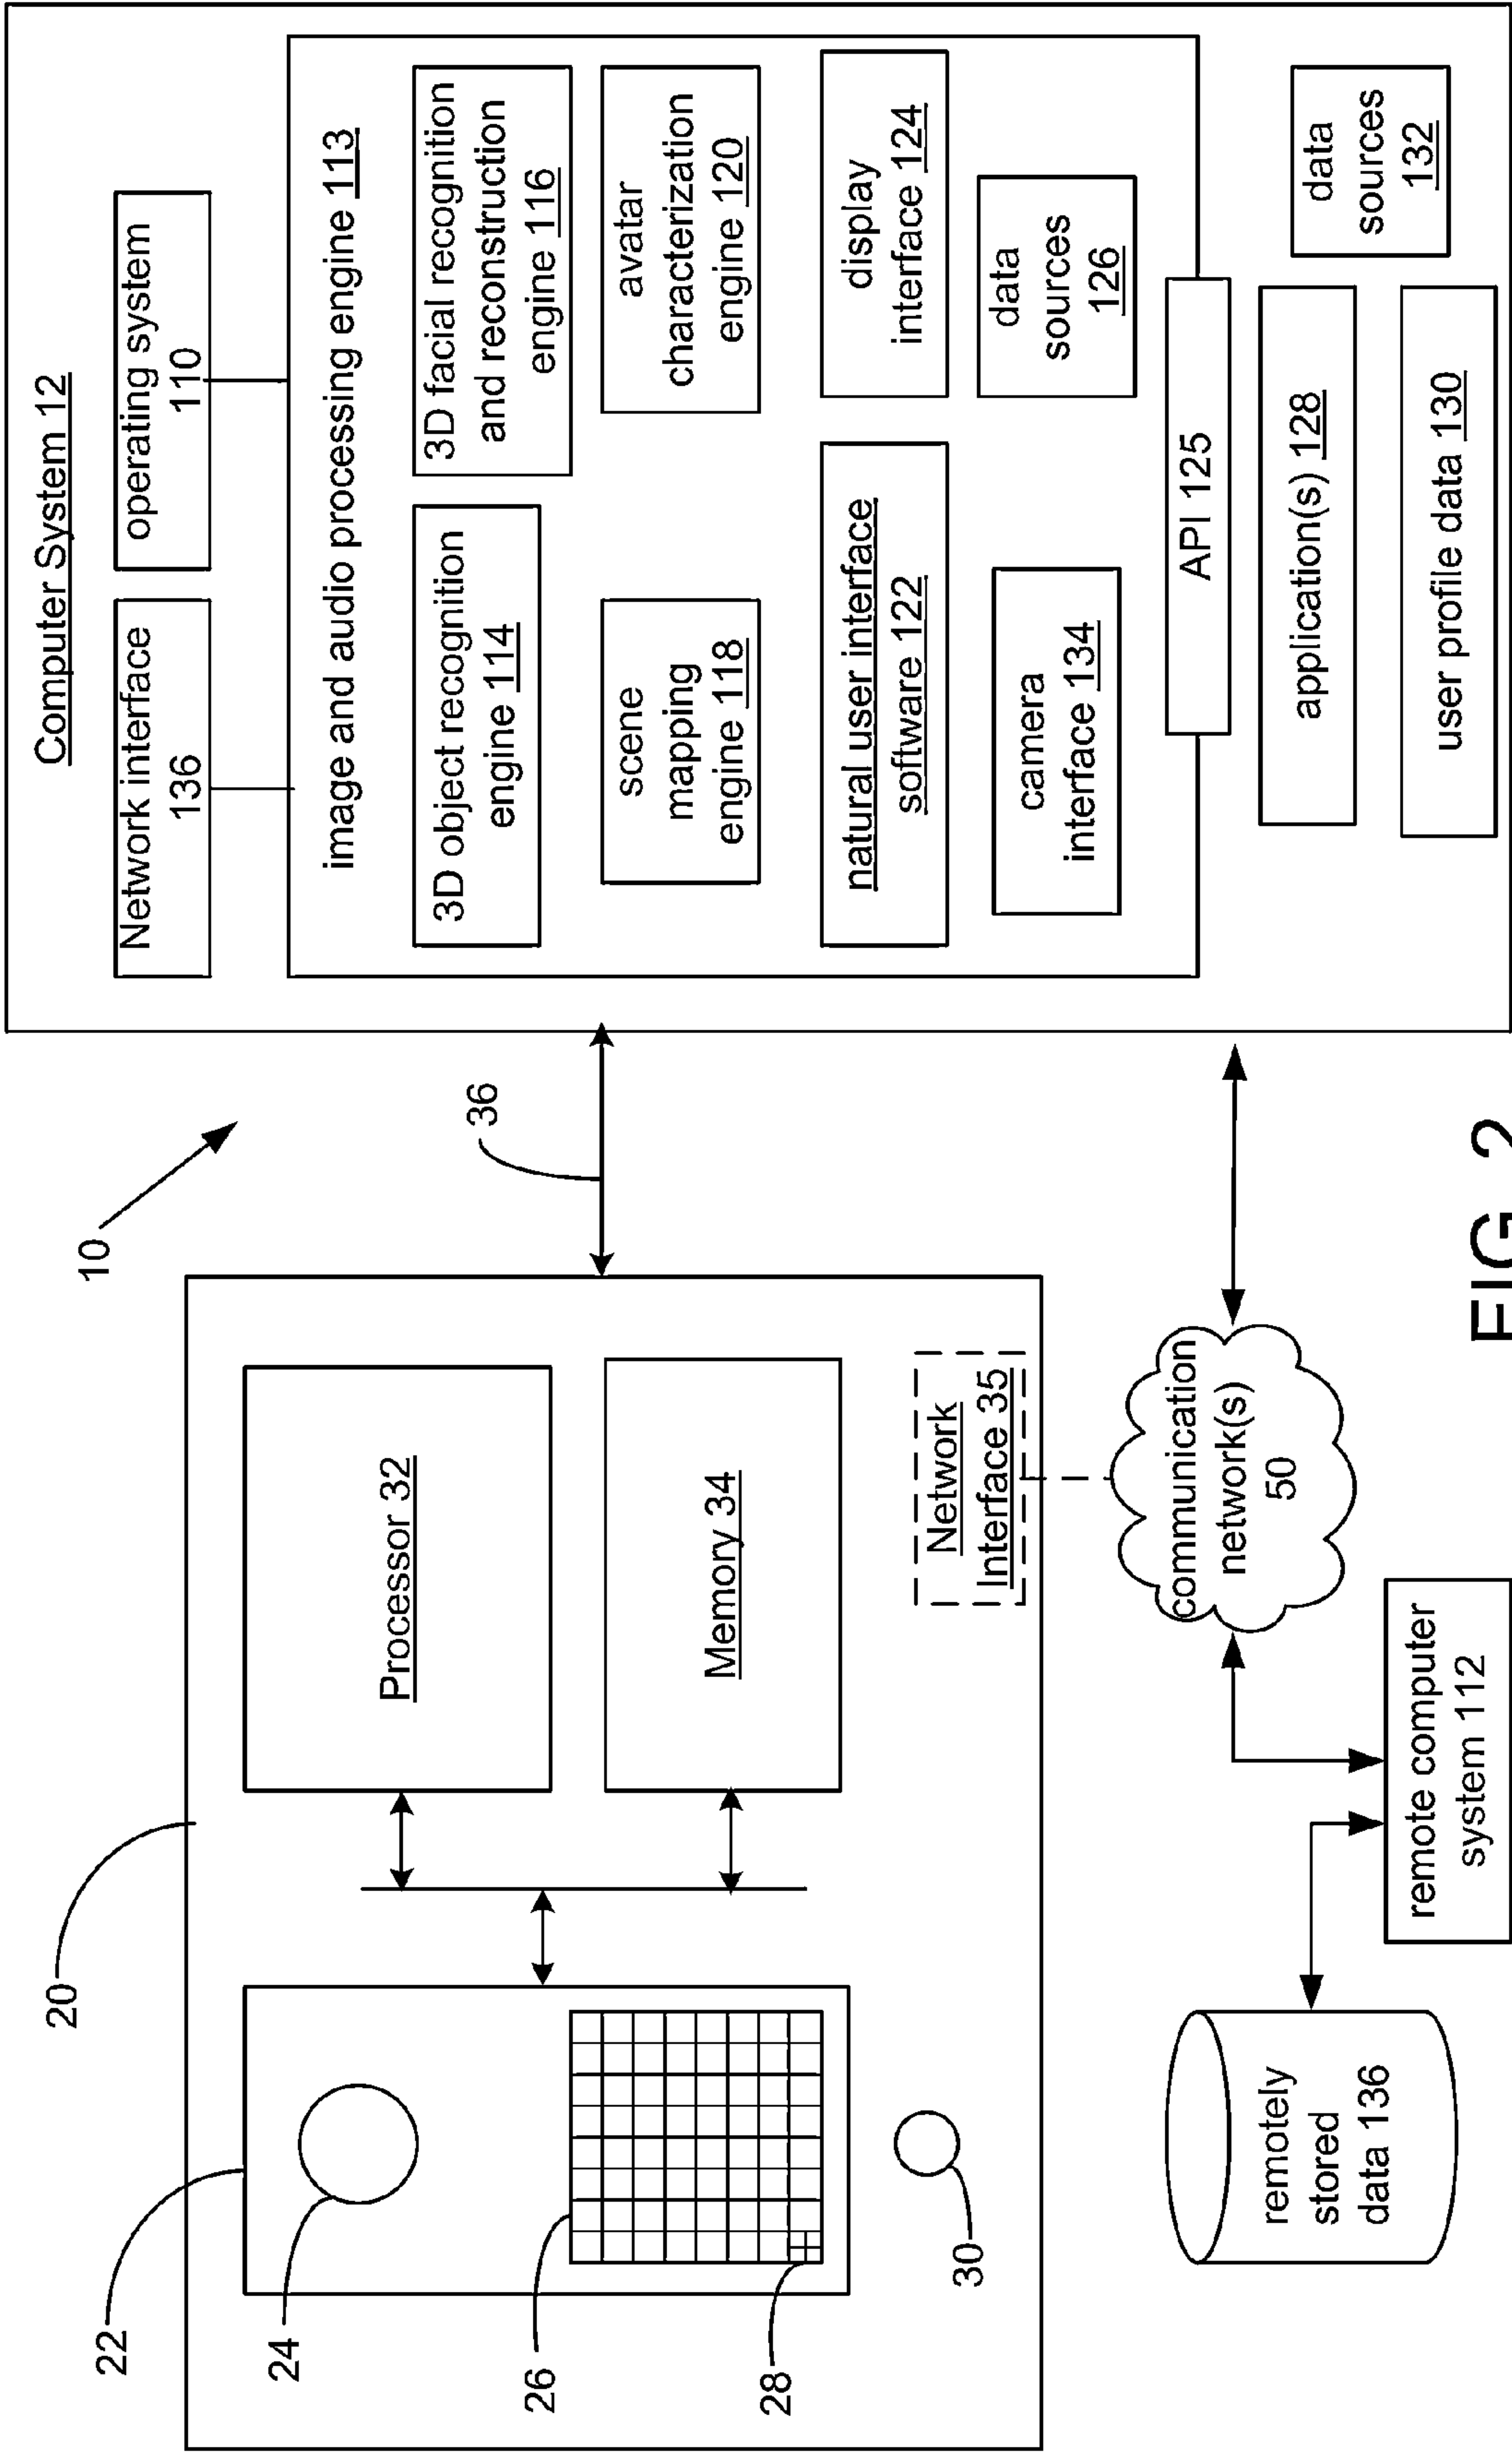 10
20
22
24
26
28
30
Processor 32
Memory 34
Network
Interface 35
36
communication
network(s)
50
remotely
stored
data 136
remote computer
system 112
Computer System 12
Network interface
136
operating system
110
image and audio processing engine 113
3D object recognition
engine 114
3D facial recognition
and reconstruction
engine 116
scene
mapping
engine 118
avatar
characterization
engine 120
natural user interface
software 122
display
interface 124
camera
interface 134
data
sources
126
API 125
application(s) 128
data
sources
132
user profile data 130
FIG. 2